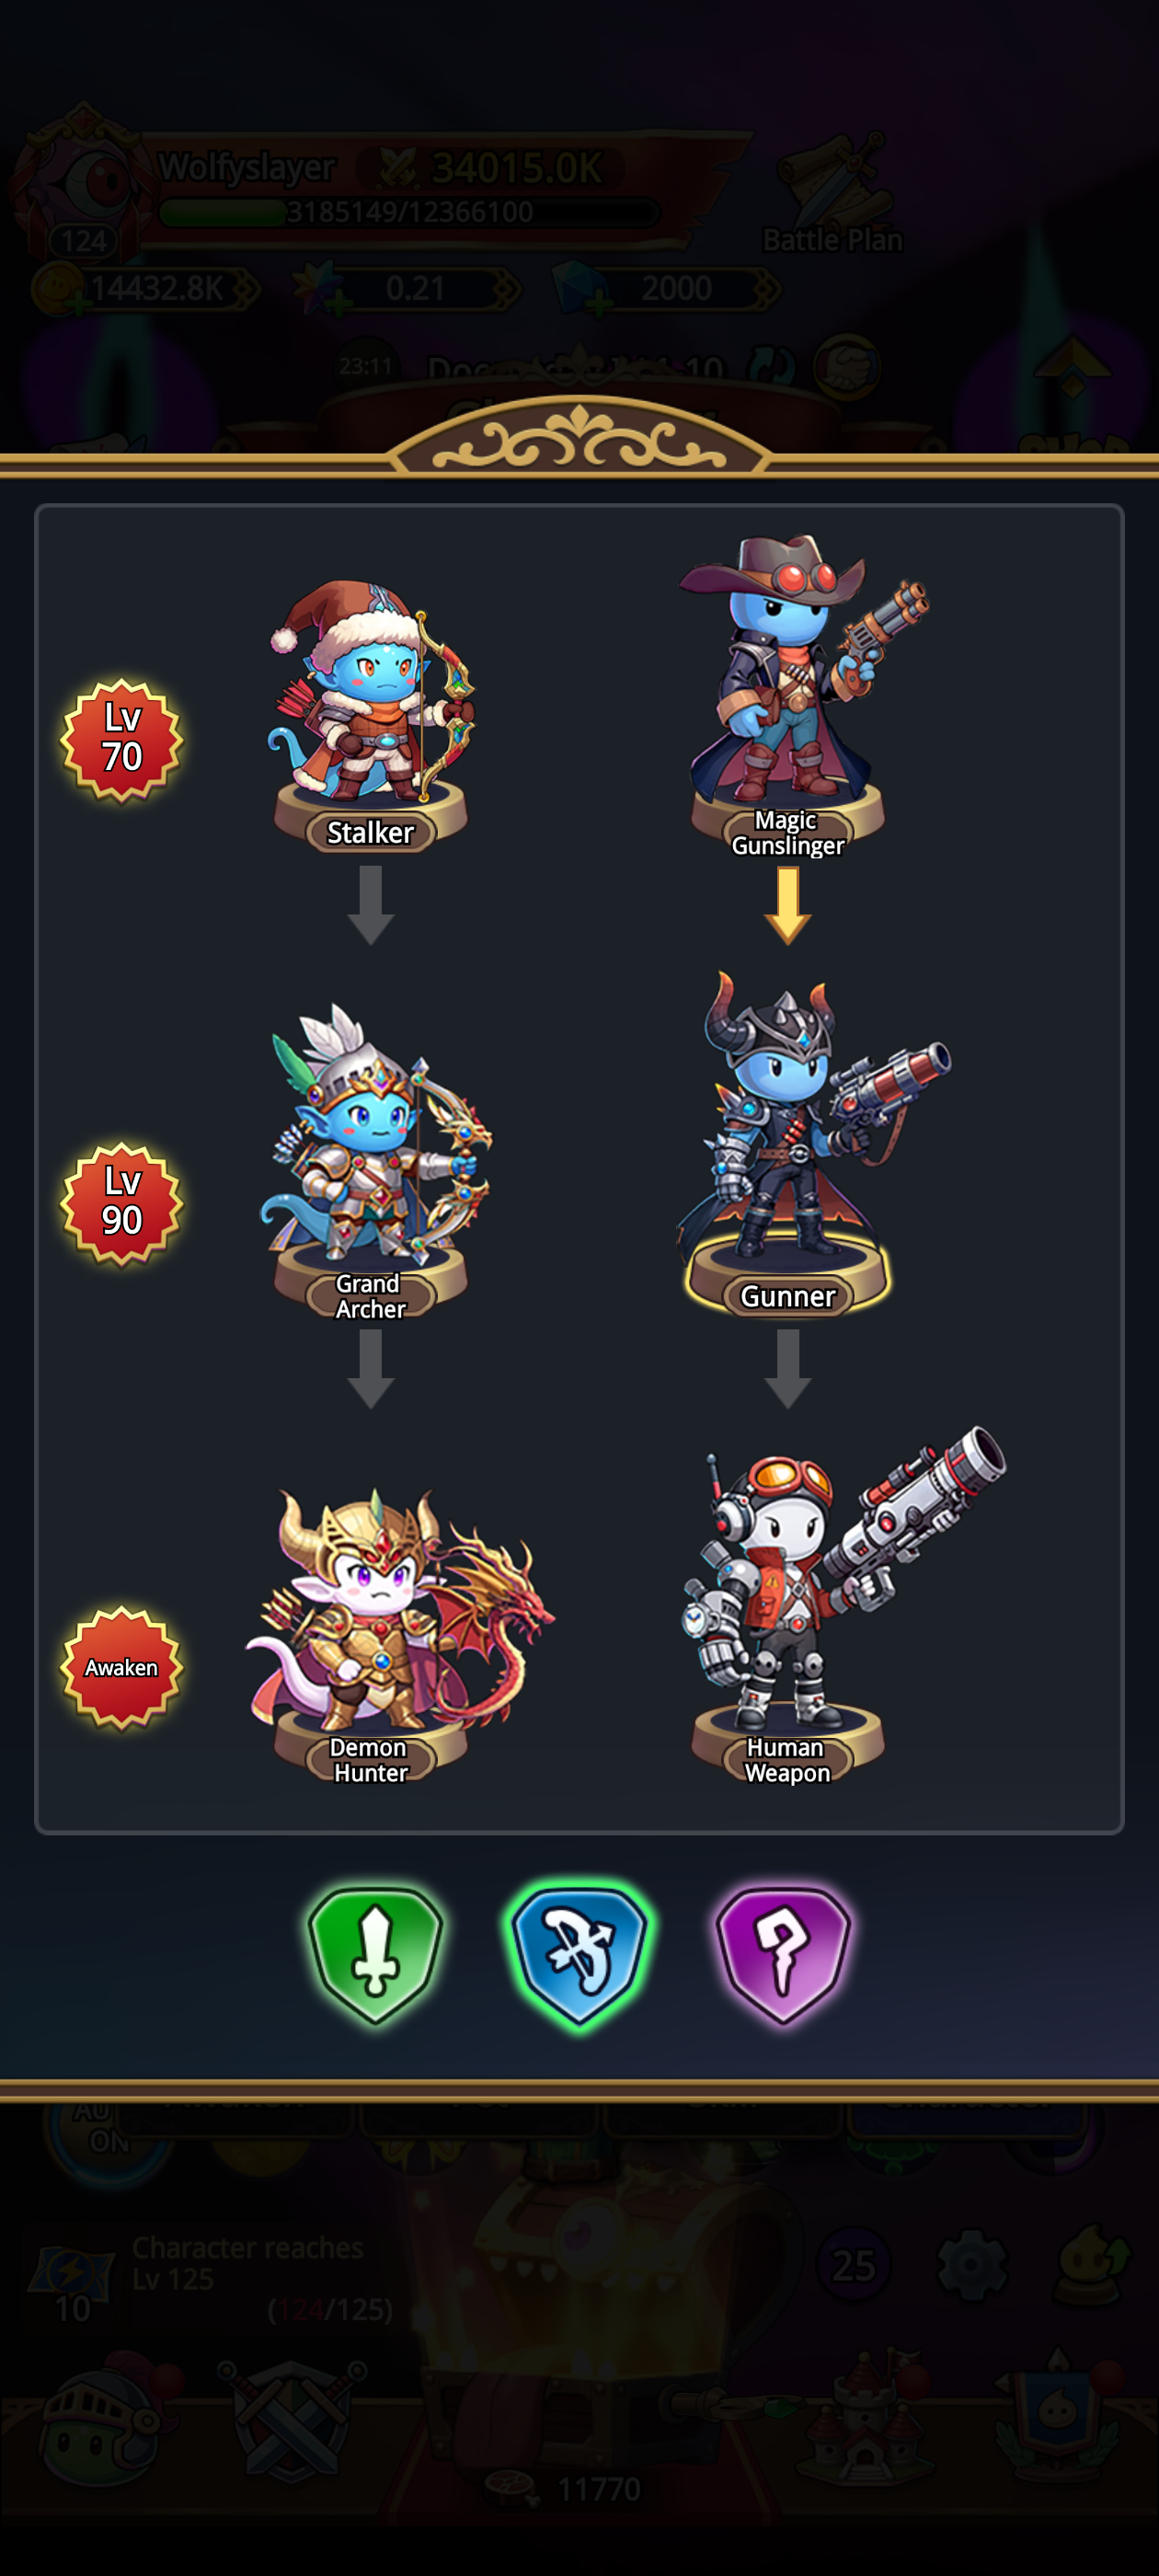 Wolfyslayer
34015.0K
3185149/12366100
124
Battle Plan
14432.8K
0.21
2000
23:11
Lv
70
Stalker
Magic
Gunslinger
Lv
90
Grand
Archer
Gunner
Awaken
Demon
Hunter
Human
Weapon
ON
Character reaches
Lv 125
10
(124/125)
25
11770